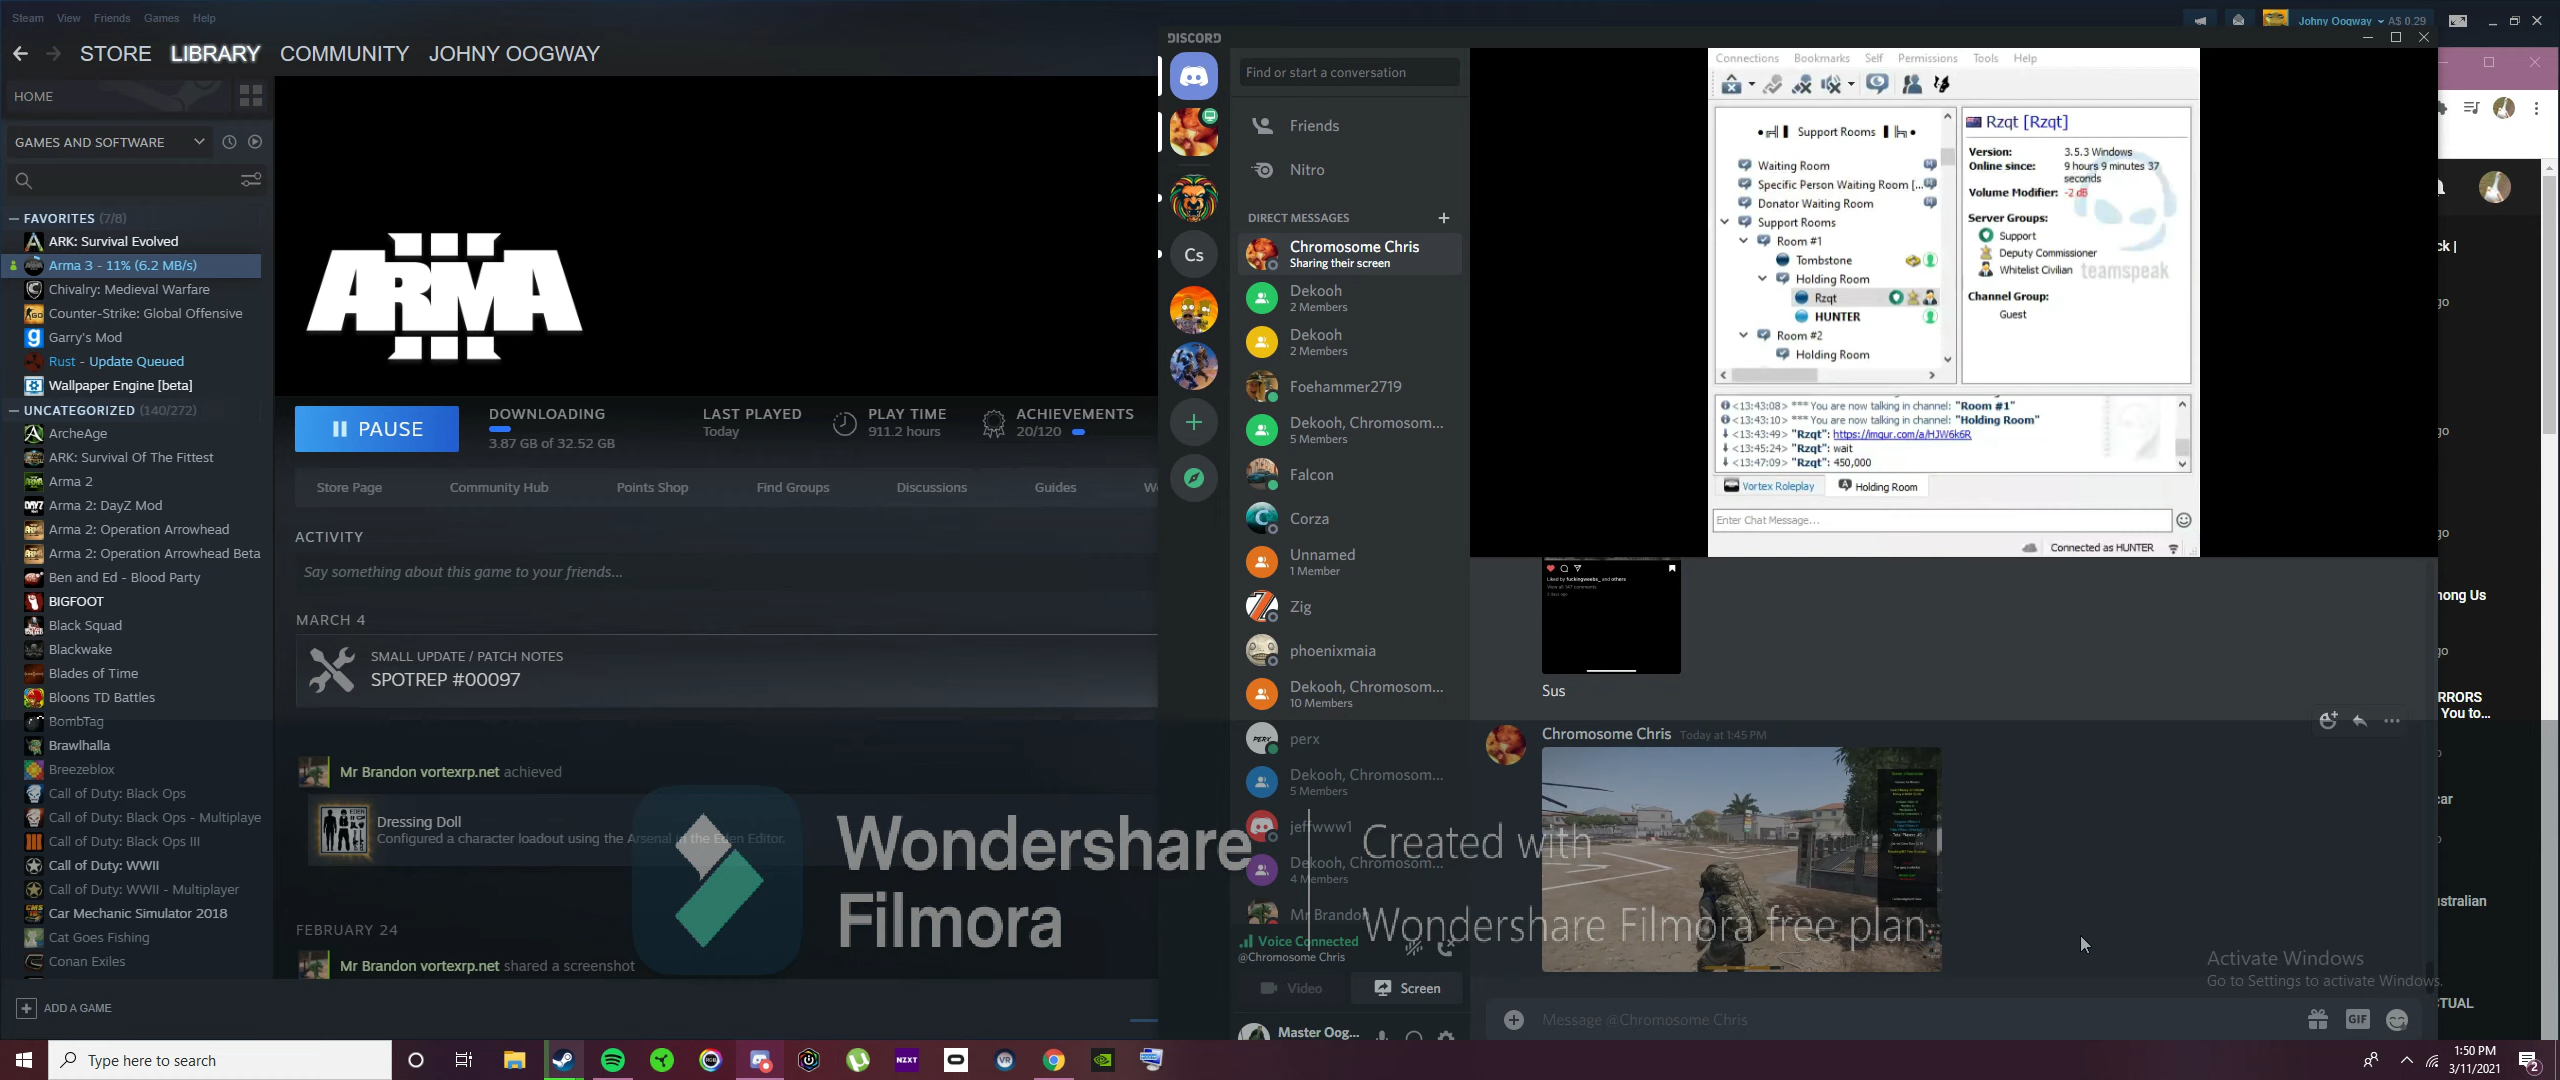 Steam View Friends Games Help
Johny Oogway A$ 0.29
STORE LIBRARY COMMUNITY JOHNY OOGWAY
HOME
GAMES AND SOFTWARE
FAVORITES (7/8)
ARK: Survival Evolved
Arma 3 - 11% (6.2 MB/s)
Chivalry: Medieval Warfare
Counter-Strike: Global Offensive
Garry's Mod
Rust - Update Queued
Wallpaper Engine [beta]
UNCATEGORIZED (140/272)
ArcheAge
ARK: Survival Of The Fittest
Arma 2
Arma 2: DayZ Mod
Arma 2: Operation Arrowhead
Arma 2: Operation Arrowhead Beta
Ben and Ed - Blood Party
BIGFOOT
Black Squad
Blackwake
Blades of Time
Bloons TD Battles
BombTag
Brawlhalla
Breezeblox
Call of Duty: Black Ops
Call of Duty: Black Ops - Multiplaye
Call of Duty: Black Ops III
Call of Duty: WWII
Call of Duty: WWII - Multiplayer
Car Mechanic Simulator 2018
Cat Goes Fishing
Conan Exiles
ADD A GAME
ARMA III
PAUSE
DOWNLOADING
3.87 GB of 32.52 GB
LAST PLAYED
Today
PLAY TIME
911.2 hours
ACHIEVEMENTS
20/120
Store Page Community Hub Points Shop Find Groups Discussions Guides W
ACTIVITY
Say something about this game to your friends...
MARCH 4
SMALL UPDATE / PATCH NOTES
SPOTREP #00097
Mr Brandon vortexrp.net achieved
Dressing Doll
Configured a character loadout using the Arsenal in the Eden Editor.
FEBRUARY 24
Mr Brandon vortexrp.net shared a screenshot
DISCORD
Cs
Find or start a conversation
Friends
Nitro
DIRECT MESSAGES
Chromosome Chris
Sharing their screen
Dekooh
2 Members
Dekooh
2 Members
Foehammer2719
Dekooh, Chromosom...
5 Members
Falcon
Corza
Unnamed
1 Member
Zig
phoenixmaia
Dekooh, Chromosom...
10 Members
perx
Dekooh, Chromosom...
5 Members
jeffwww1
Dekooh, Chromosom...
4 Members
Mr Brandon
Voice Connected
@Chromosome Chris
Video Screen
Master Oog...
Connections Bookmarks Self Permissions Tools Help
Support Rooms
Waiting Room
Specific Person Waiting Room [...
Donator Waiting Room
Support Rooms
Room #1
Tombstone
Holding Room
Rzqt
HUNTER
Room #2
Holding Room
Rzqt [Rzqt]
Version: 3.5.3 Windows
Online since: 9 hours 9 minutes 37 seconds
Volume Modifier: -2 dB
Server Groups:
Support
Deputy Commissioner
Whitelist Civilian
teamspeak
Channel Group:
Guest
<13:43:08> *** You are now talking in channel: "Room #1"
<13:43:10> *** You are now talking in channel: "Holding Room"
<13:43:49> "Rzqt": https://imgur.com/a/HJW6k6R
<13:45:24> "Rzqt": wait
<13:47:09> "Rzqt": 450,000
Vortex Roleplay Holding Room
Enter Chat Message...
Connected as HUNTER
Sus
Chromosome Chris Today at 1:45 PM
Message @Chromosome Chris
GIF
Wondershare
Filmora
Created with
Wondershare Filmora free plan
Activate Windows
Go to Settings to activate Windows.
ck |
go
go
go
nong Us
go
RRORS
You to...
car
ustralian
TUAL
Type here to search
NZXT
VR
1:50 PM
3/11/2021
2